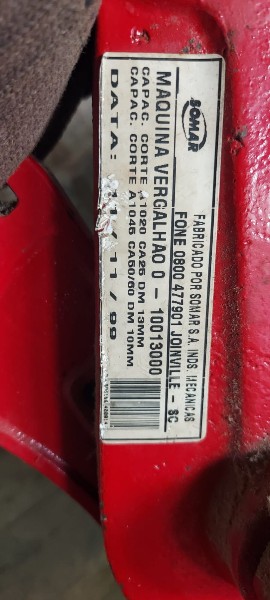 SOMAR
FABRICADO POR SOMAR S.A. INDS. MECANICAS
FONE 0800 477901 JOINVILLE - SC
MAQUINA VERGALHAO 0 - 10013000
CAPAC. CORTE A1020 CA25 DM 13MM
CAPAC. CORTE A1045 CA50/60 DM 10MM
DATA: 11 / 11 / 99